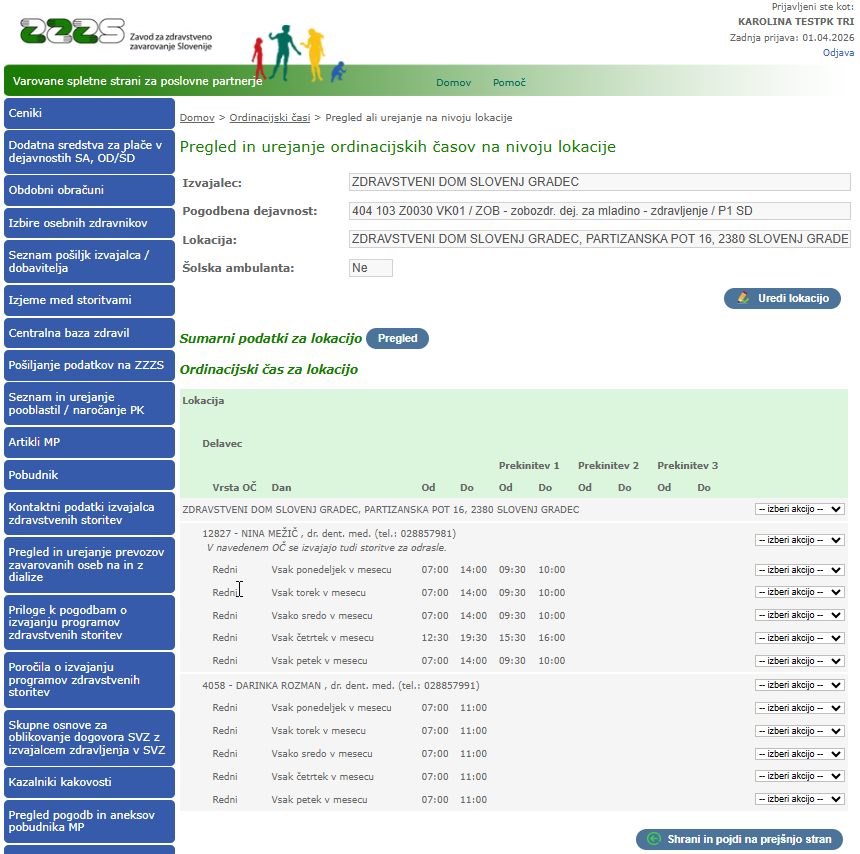 Prijavljeni ste kot:
KAROLINA TESTPK TRI
Zadnja prijava: 01.04.2026
Odjava
ZZZS
Zavod za zdravstveno
zavarovanje Slovenije
Varovane spletne strani za poslovne partnerje
Domov Pomoč
Ceniki
Dodatna sredstva za plače v
dejavnostih SA, OD/ŠD
Obdobni obračuni
Izbire osebnih zdravnikov
Seznam pošiljk izvajalca /
dobavitelja
Izjeme med storitvami
Centralna baza zdravil
Pošiljanje podatkov na ZZZS
Seznam in urejanje
pooblastil / naročanje PK
Artikli MP
Pobudnik
Kontaktni podatki izvajalca
zdravstvenih storitev
Pregled in urejanje prevozov
zavarovanih oseb na in z
dialize
Priloge k pogodbam o
izvajanju programov
zdravstvenih storitev
Poročila o izvajanju
programov zdravstvenih
storitev
Skupne osnove za
oblikovanje dogovora SVZ z
izvajalcem zdravljenja v SVZ
Kazalniki kakovosti
Pregled pogodb in aneksov
pobudnika MP
Domov > Ordinacijski časi > Pregled ali urejanje na nivoju lokacije
Pregled in urejanje ordinacijskih časov na nivoju lokacije
Izvajalec: ZDRAVSTVENI DOM SLOVENJ GRADEC
Pogodbena dejavnost: 404 103 Z0030 VK01 / ZOB - zobozdr. dej. za mladino - zdravljenje / P1 SD
Lokacija: ZDRAVSTVENI DOM SLOVENJ GRADEC, PARTIZANSKA POT 16, 2380 SLOVENJ GRADE
Šolska ambulanta: Ne
Uredi lokacijo
Sumarni podatki za lokacijo Pregled
Ordinacijski čas za lokacijo
Lokacija
Delavec
Prekinitev 1 Prekinitev 2 Prekinitev 3
Vrsta OČ Dan Od Do Od Do Od Do Od Do
ZDRAVSTVENI DOM SLOVENJ GRADEC, PARTIZANSKA POT 16, 2380 SLOVENJ GRADEC -- izberi akcijo --
12827 - NINA MEŽIČ , dr. dent. med. (tel.: 028857981) -- izberi akcijo --
V navedenem OČ se izvajajo tudi storitve za odrasle.
Redni Vsak ponedeljek v mesecu 07:00 14:00 09:30 10:00 -- izberi akcijo --
Redni Vsak torek v mesecu 07:00 14:00 09:30 10:00 -- izberi akcijo --
Redni Vsako sredo v mesecu 07:00 14:00 09:30 10:00 -- izberi akcijo --
Redni Vsak četrtek v mesecu 12:30 19:30 15:30 16:00 -- izberi akcijo --
Redni Vsak petek v mesecu 07:00 14:00 09:30 10:00 -- izberi akcijo --
4058 - DARINKA ROZMAN , dr. dent. med. (tel.: 028857991) -- izberi akcijo --
Redni Vsak ponedeljek v mesecu 07:00 11:00 -- izberi akcijo --
Redni Vsak torek v mesecu 07:00 11:00 -- izberi akcijo --
Redni Vsako sredo v mesecu 07:00 11:00 -- izberi akcijo --
Redni Vsak četrtek v mesecu 07:00 11:00 -- izberi akcijo --
Redni Vsak petek v mesecu 07:00 11:00 -- izberi akcijo --
Shrani in pojdi na prejšnjo stran